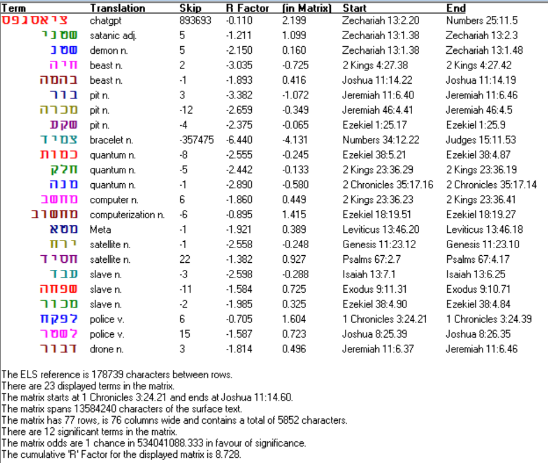 Term Translation Skip R Factor (in Matrix) Start End
ציאטגפט chatgpt 893693 -0.110 2.199 Zechariah 13:2.20 Numbers 25:11.5
שטני satanic adj. 5 -1.211 1.099 Zechariah 13:1.38 Zechariah 13:2.3
שטנ demon n. 5 -2.150 0.160 Zechariah 13:1.38 Zechariah 13:1.48
חיה beast n. 2 -3.035 -0.725 2 Kings 4:27.38 2 Kings 4:27.42
בהמה beast n. -1 -1.893 0.416 Joshua 11:14.22 Joshua 11:14.19
בור pit n. 3 -3.382 -1.072 Jeremiah 11:6.40 Jeremiah 11:6.46
מכרה pit n. -12 -2.659 -0.349 Jeremiah 46:4.41 Jeremiah 46:4.5
שקע pit n. -4 -2.375 -0.065 Ezekiel 1:25.17 Ezekiel 1:25.9
צמיד bracelet n. -357475 -6.440 -4.131 Numbers 34:12.22 Judges 15:11.53
כמות quantum n. -8 -2.555 -0.245 Ezekiel 38:5.21 Ezekiel 38:4.87
חלק quantum n. -5 -2.442 -0.133 2 Kings 23:36.29 2 Kings 23:36.19
מנה quantum n. -1 -2.890 -0.580 2 Chronicles 35:17.16 2 Chronicles 35:17.14
מחשב computer n. 6 -1.860 0.449 2 Kings 23:36.23 2 Kings 23:36.41
מחשוב computerization n. -6 -0.895 1.415 Ezekiel 18:19.51 Ezekiel 18:19.27
מטא Meta -1 -1.921 0.389 Leviticus 13:46.20 Leviticus 13:46.18
ירח satellite n. -1 -2.558 -0.248 Genesis 11:23.12 Genesis 11:23.10
חסיד satellite n. 22 -1.382 0.927 Psalms 67:2.7 Psalms 67:4.17
עבד slave n. -3 -2.598 -0.288 Isaiah 13:7.1 Isaiah 13:6.25
שפחה slave n. -11 -1.584 0.725 Exodus 9:11.31 Exodus 9:10.71
מכור slave n. -2 -1.985 0.325 Ezekiel 38:4.90 Ezekiel 38:4.84
לפקח police v. 6 -0.705 1.604 1 Chronicles 3:24.21 1 Chronicles 3:24.39
לשטר police v. 15 -1.587 0.723 Joshua 8:25.39 Joshua 8:26.35
דבור drone n. 3 -1.814 0.496 Jeremiah 11:6.37 Jeremiah 11:6.46
The ELS reference is 178739 characters between rows.
There are 23 displayed terms in the matrix.
The matrix starts at 1 Chronicles 3:24.21 and ends at Joshua 11:14.60.
The matrix spans 13584240 characters of the surface text.
The matrix has 77 rows, is 76 columns wide and contains a total of 5852 characters.
There are 12 significant terms in the matrix.
The matrix odds are 1 chance in 534041088.333 in favour of significance.
The cumulative 'R' Factor for the displayed matrix is 8.728.